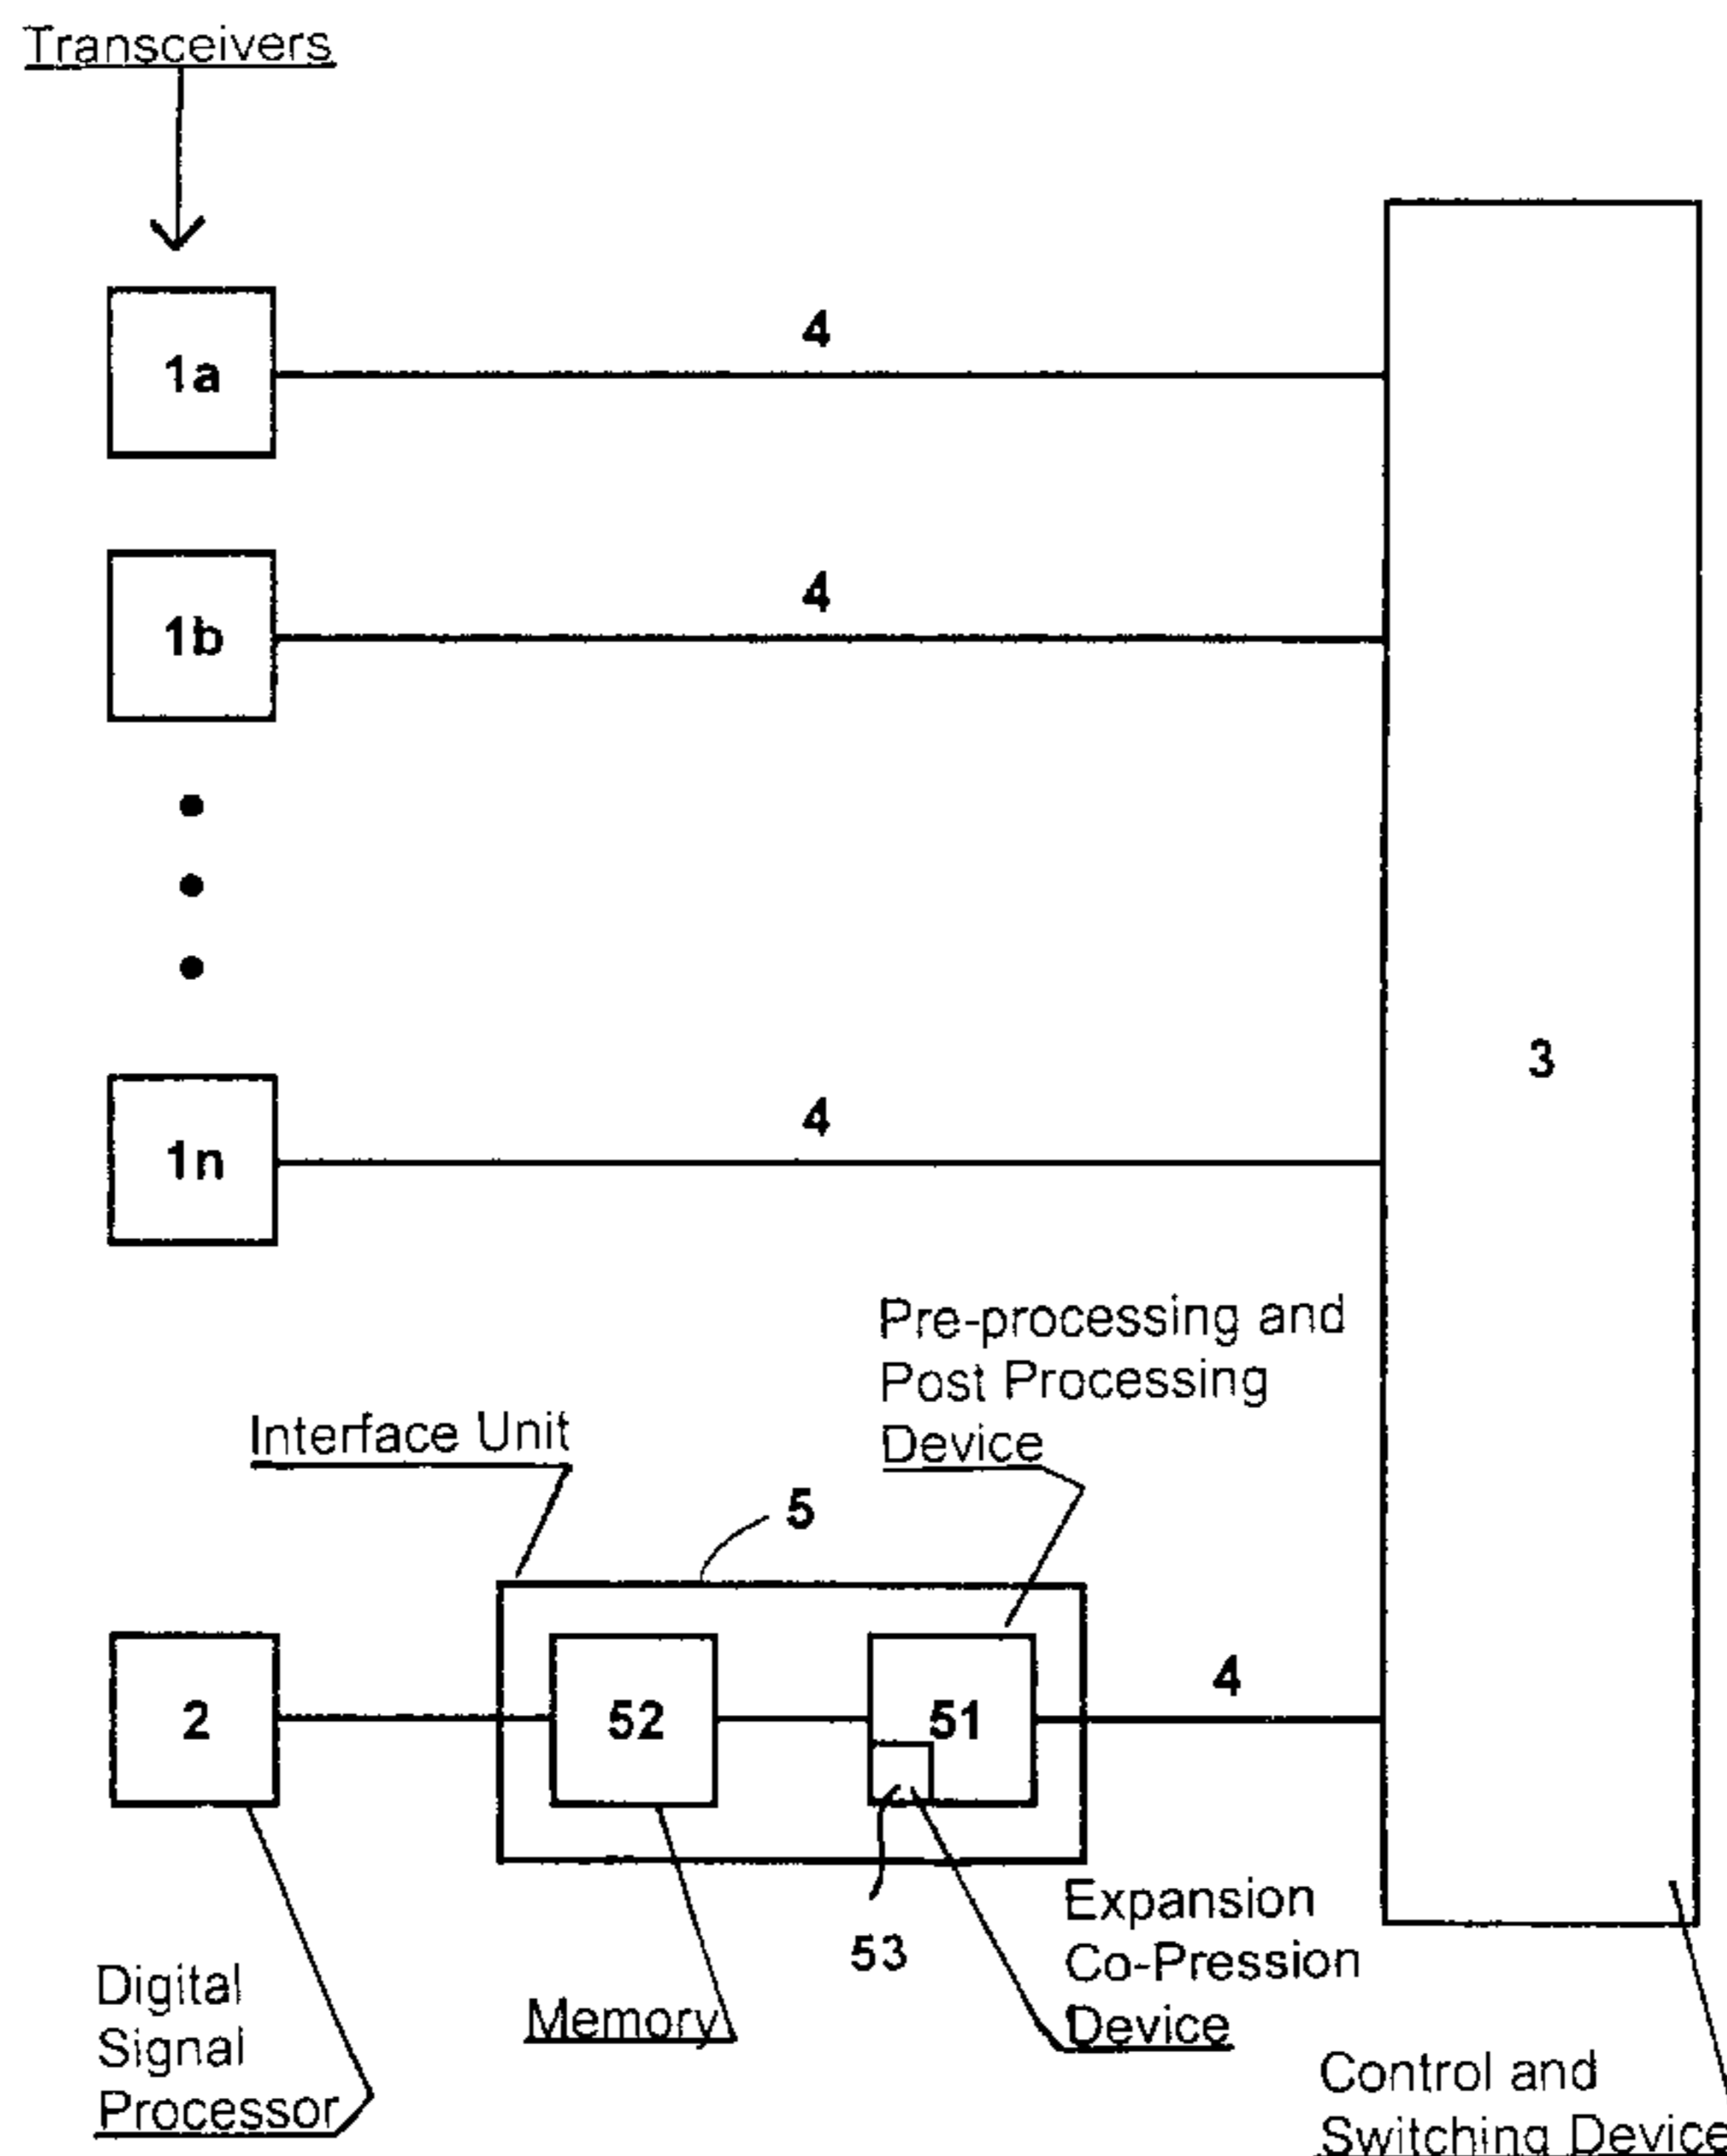 Transceivers
4
1a
4
1b
3
4
1n
Pre-processing and
Post Processing
Device
Interface Unit
5
4
2
52
51
53
Expansion
Co-Pression
Device
Digital
Signal
Processor
Memory
Control and
Switching Device